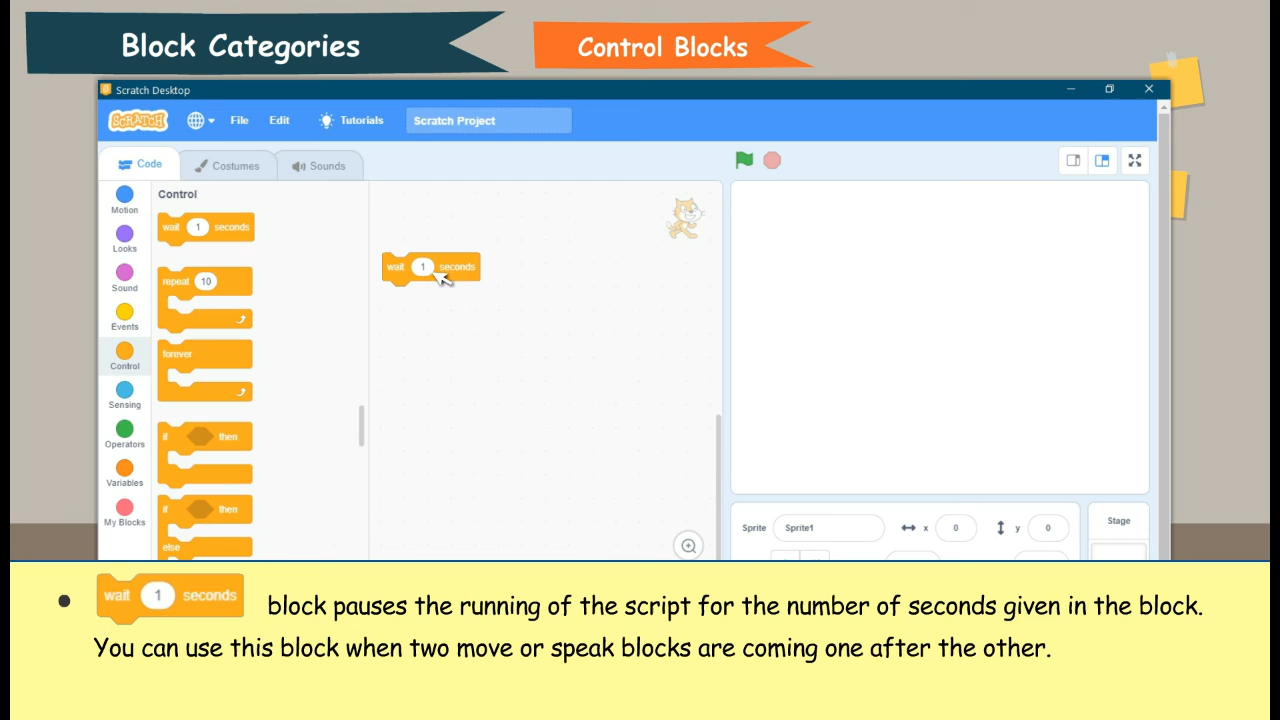 Block Categories
Control Blocks
Scratch Desktop
SCRATCH
File
Edit
Tutorials
Scratch Project
Code
Costumes
Sounds
Motion
Looks
Sound
Events
Control
Sensing
Operators
Variables
My Blocks
Control
wait 1 seconds
repeat 10
forever
if then
if then
else
wait 1 seconds
Sprite Sprite1 x 0 y 0
Stage
• wait 1 seconds block pauses the running of the script for the number of seconds given in the block.
You can use this block when two move or speak blocks are coming one after the other.